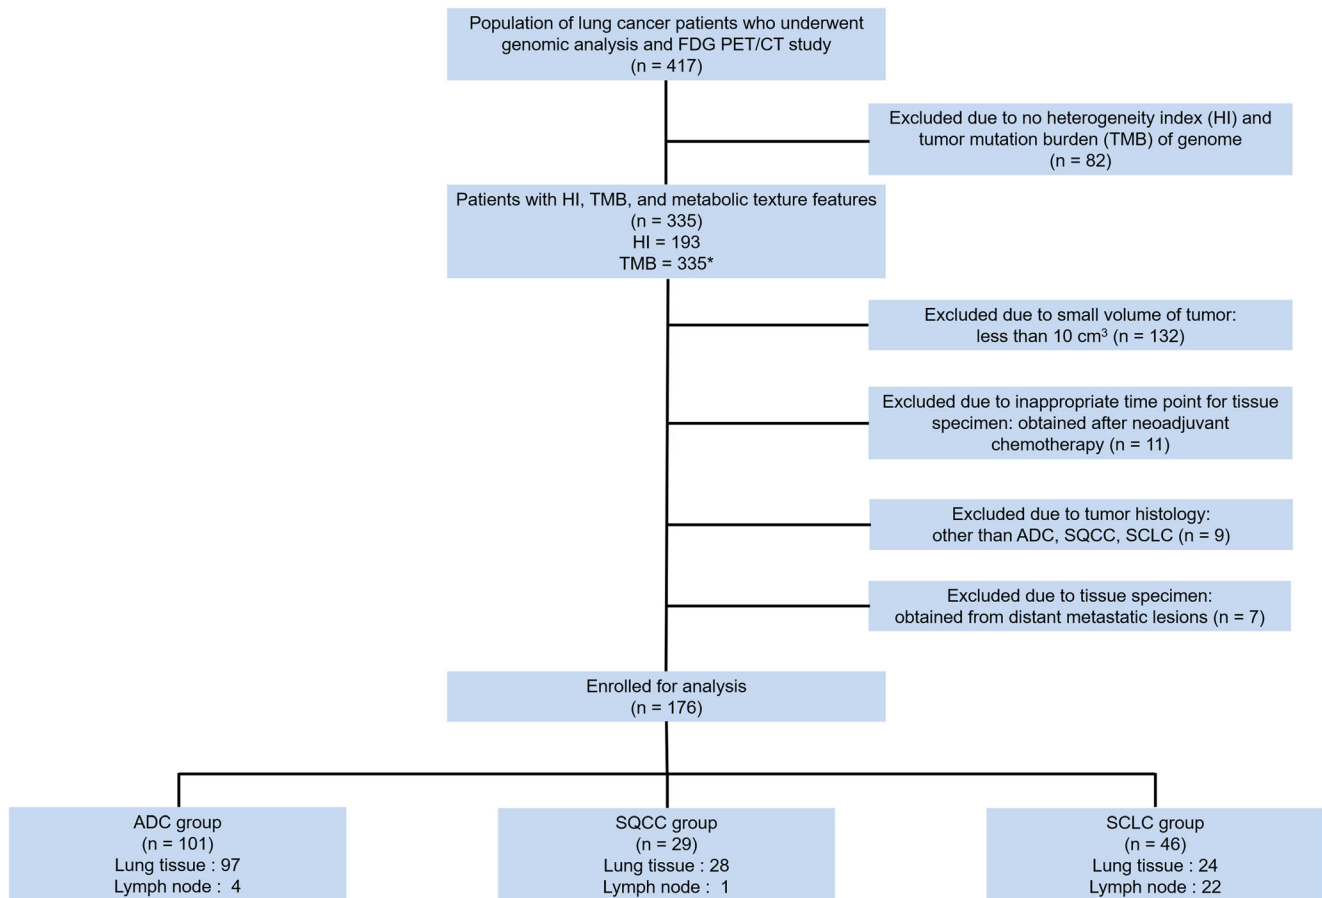 Population of lung cancer patients who underwent
genomic analysis and FDG PET/CT study
(n = 417)
Excluded due to no heterogeneity index (HI) and
tumor mutation burden (TMB) of genome
(n = 82)
Patients with HI, TMB, and metabolic texture features
(n = 335)
HI = 193
TMB = 335*
Excluded due to small volume of tumor:
less than 10 cm³ (n = 132)
Excluded due to inappropriate time point for tissue
specimen: obtained after neoadjuvant
chemotherapy (n = 11)
Excluded due to tumor histology:
other than ADC, SQCC, SCLC (n = 9)
Excluded due to tissue specimen:
obtained from distant metastatic lesions (n = 7)
Enrolled for analysis
(n = 176)
ADC group
(n = 101)
Lung tissue : 97
Lymph node : 4
SQCC group
(n = 29)
Lung tissue : 28
Lymph node : 1
SCLC group
(n = 46)
Lung tissue : 24
Lymph node : 22